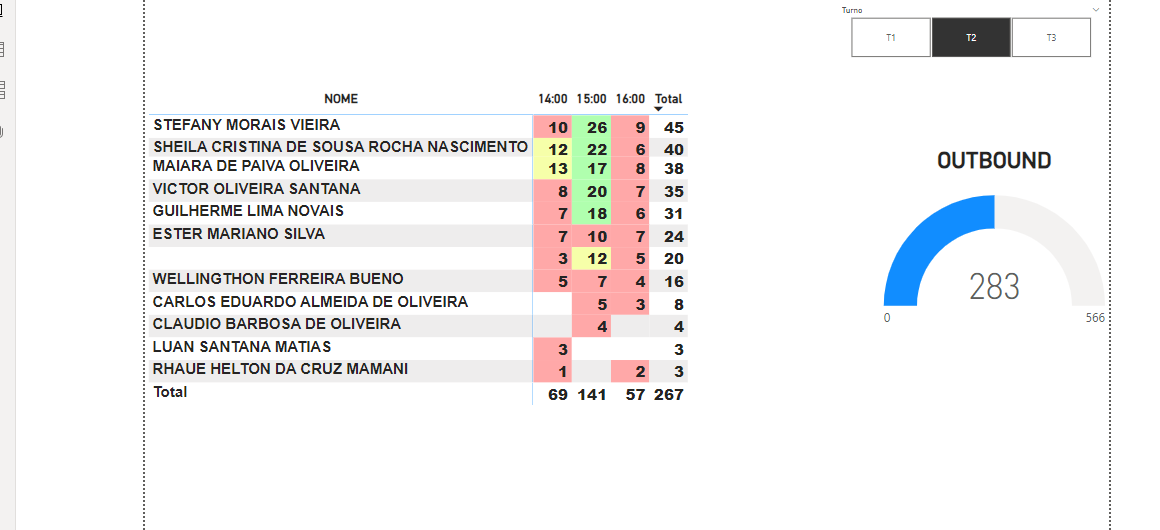 Turno
T1 T2 T3
NOME 14:00 15:00 16:00 Total
STEFANY MORAIS VIEIRA 10 26 9 45
SHEILA CRISTINA DE SOUSA ROCHA NASCIMENTO 12 22 6 40
MAIARA DE PAIVA OLIVEIRA 13 17 8 38
VICTOR OLIVEIRA SANTANA 8 20 7 35
GUILHERME LIMA NOVAIS 7 18 6 31
ESTER MARIANO SILVA 7 10 7 24
3 12 5 20
WELLINGTHON FERREIRA BUENO 5 7 4 16
CARLOS EDUARDO ALMEIDA DE OLIVEIRA 5 3 8
CLAUDIO BARBOSA DE OLIVEIRA 4 4
LUAN SANTANA MATIAS 3 3
RHAUE HELTON DA CRUZ MAMANI 1 2 3
Total 69 141 57 267
OUTBOUND
283
0 566